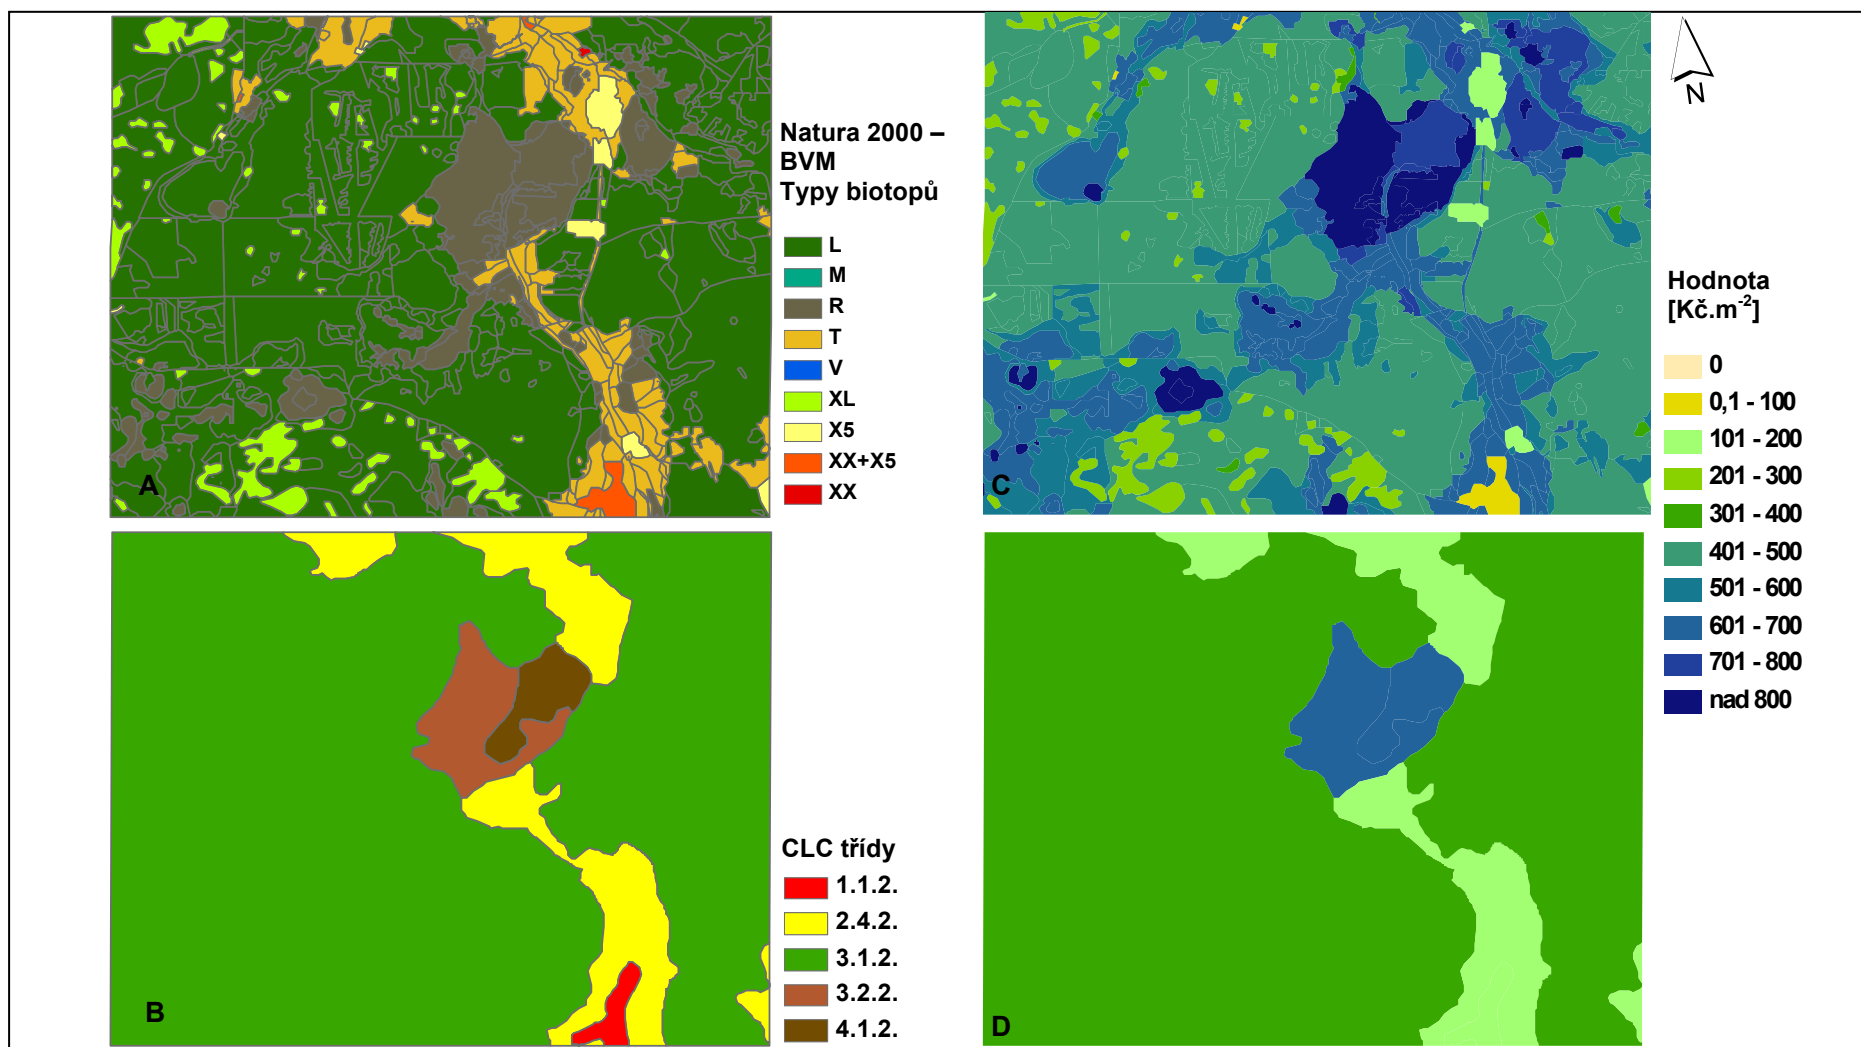 Natura 2000 –
BVM
Typy biotopů
L
M
R
T
V
XL
X5
XX+X5
XX
A
C
N
Hodnota
[Kč.m-2]
0
0,1 - 100
101 - 200
201 - 300
301 - 400
401 - 500
501 - 600
601 - 700
701 - 800
nad 800
B
CLC třídy
1.1.2.
2.4.2.
3.1.2.
3.2.2.
4.1.2.
D